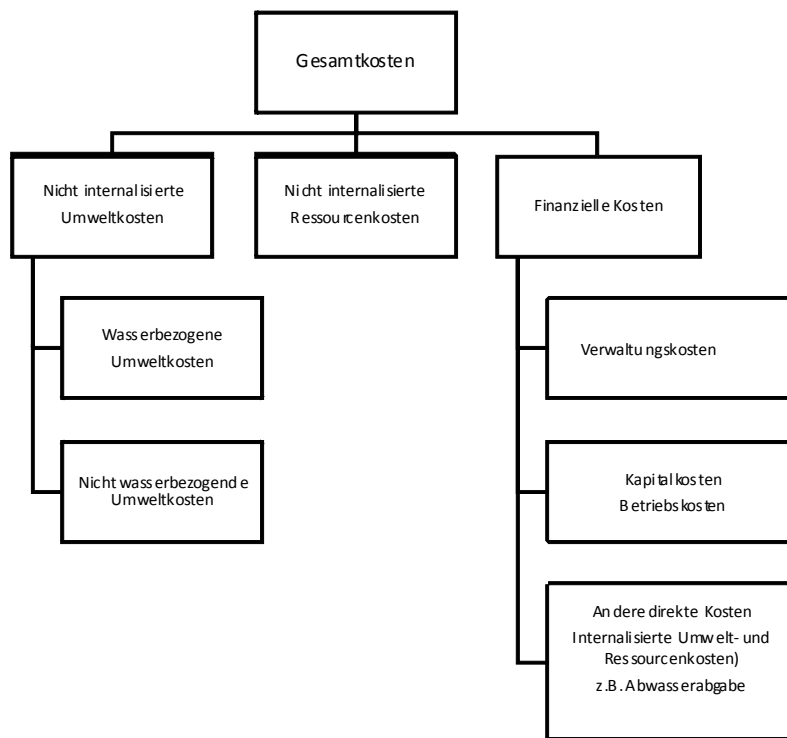 Gesamtkosten
Nicht internalisierte
Umweltkosten
Nicht internalisierte
Ressourcenkosten
Finanzielle Kosten
Wasserbezogene
Umweltkosten
Nicht wasserbezogende
Umweltkosten
Verwaltungskosten
Kapitalkosten
Betriebskosten
Andere direkte Kosten
Internalisierte Umwelt- und
Ressourcenkosten)
z.B. Abwasserabgabe